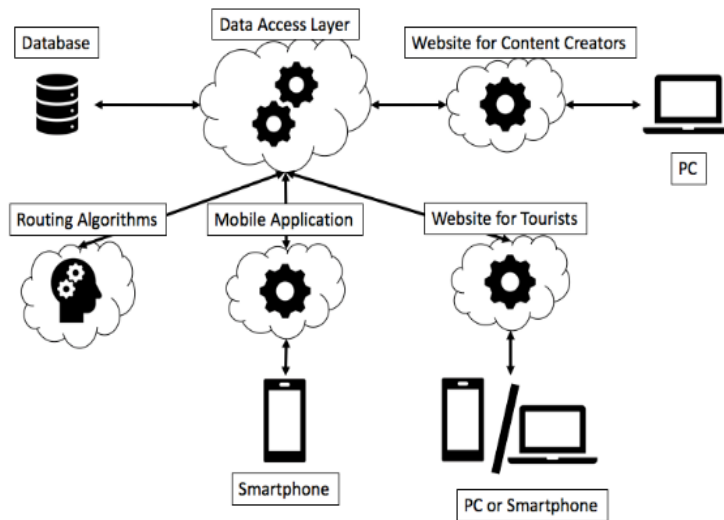 Data Access Layer
Database
Website for Content Creators
PC
Routing Algorithms
Mobile Application
Website for Tourists
Smartphone
PC or Smartphone